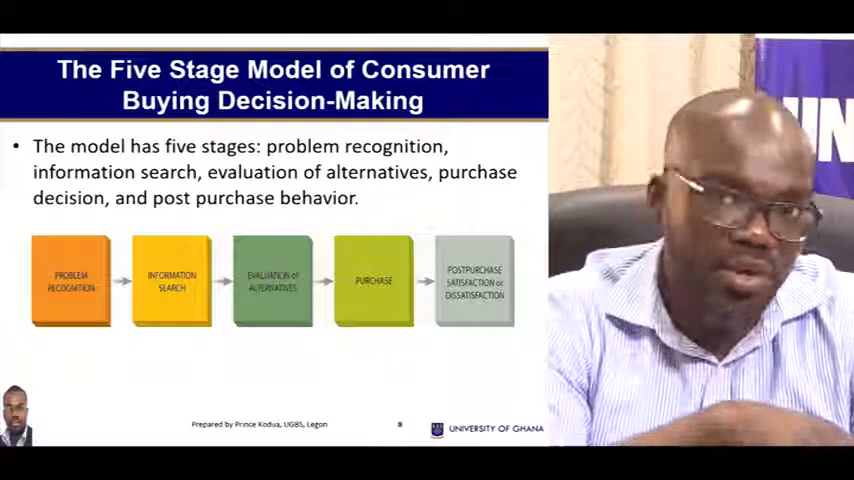 The Five Stage Model of Consumer
Buying Decision-Making
• The model has five stages: problem recognition,
information search, evaluation of alternatives, purchase
decision, and post purchase behavior.
PROBLEM
RECOGNITION
INFORMATION
SEARCH
EVALUATION of
ALTERNATIVES
PURCHASE
POSTPURCHASE
SATISFACTION or
DISSATISFACTION
Prepared by Prince Kodua, UGBS, Legon
8
UNIVERSITY OF GHANA